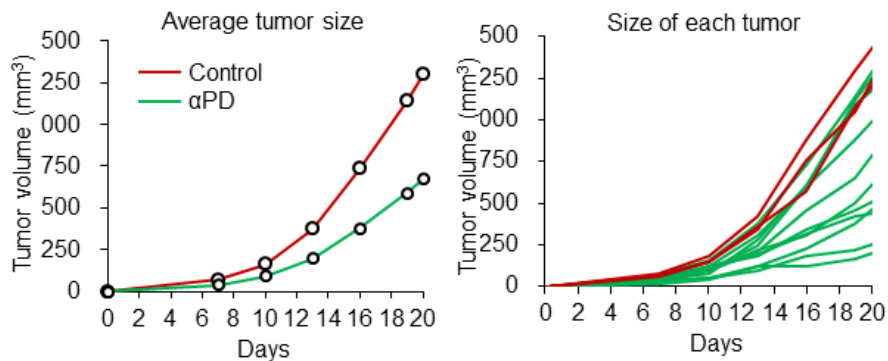 Average tumor size
Tumor volume (mm³)
500
250
000
750
500
250
0
Control
αPD
0 2 4 6 8 10 12 14 16 18 20
Days
Size of each tumor
Tumor volume (mm³)
500
250
000
750
500
250
0
0 2 4 6 8 10 12 14 16 18 20
Days